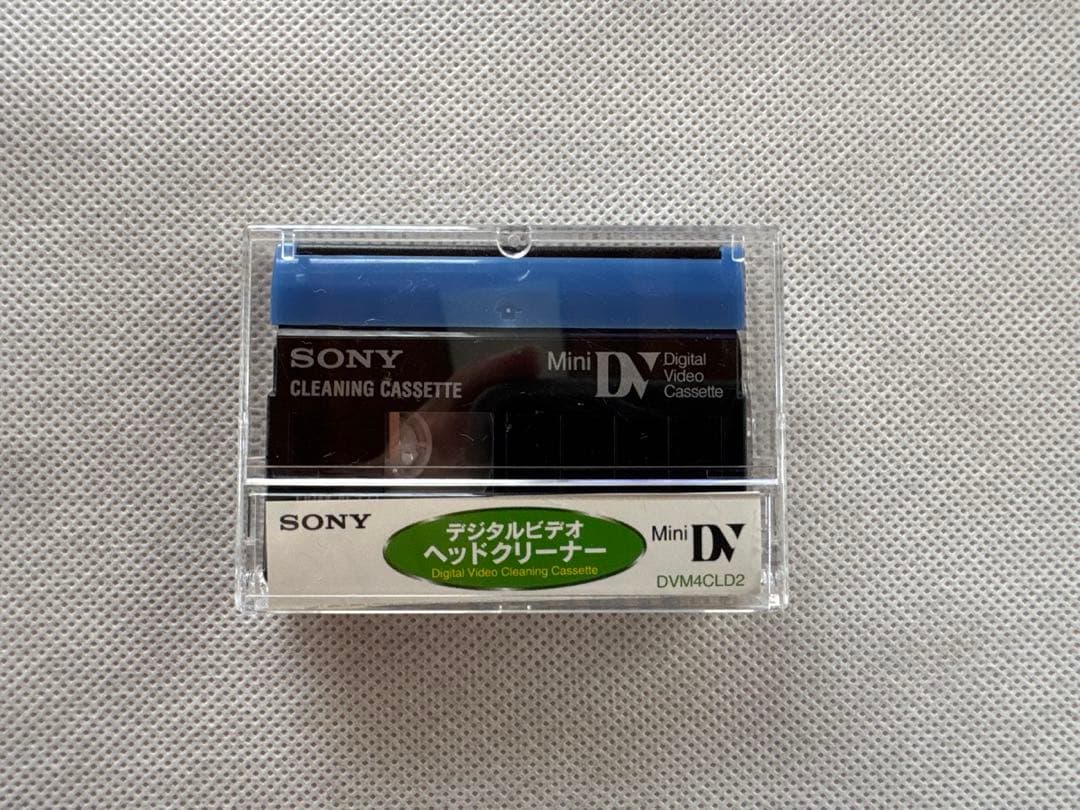 SONY
CLEANING CASSETTE
Mini DV Digital Video Cassette
SONY
デジタルビデオ
ヘッドクリーナー
Digital Video Cleaning Cassette
Mini DV
DVM4CLD2